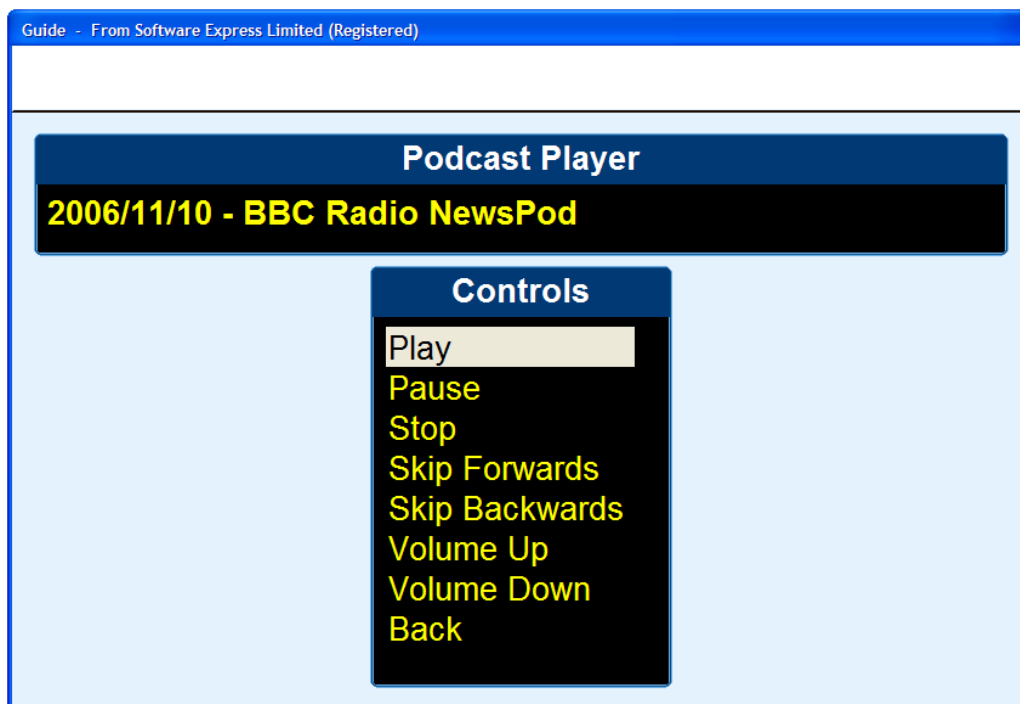 Guide - From Software Express Limited (Registered)
Podcast Player
2006/11/10 - BBC Radio NewsPod
Controls
Play
Pause
Stop
Skip Forwards
Skip Backwards
Volume Up
Volume Down
Back